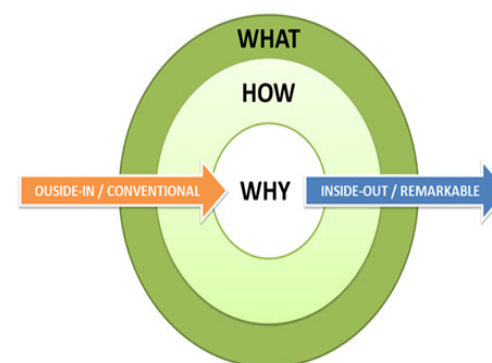 WHAT
HOW
OUSIDE-IN / CONVENTIONAL
WHY
INSIDE-OUT / REMARKABLE